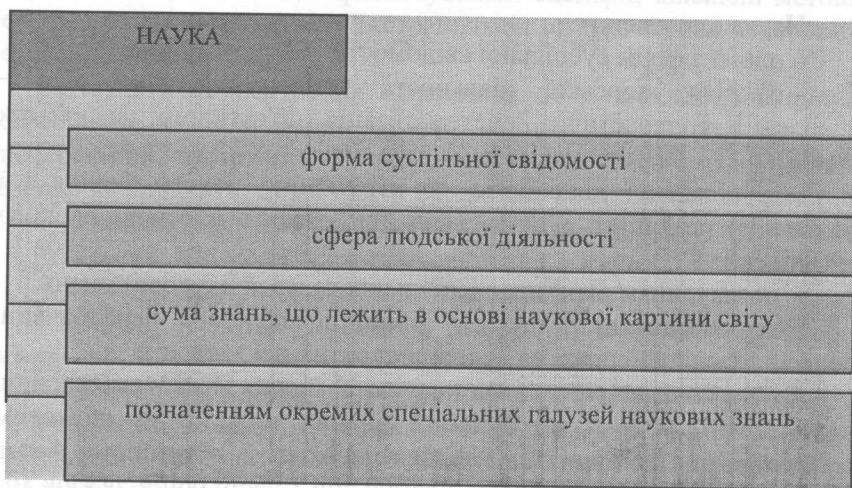 НАУКА
форма суспільної свідомості
сфера людської діяльності
сума знань, що лежить в основі наукової картини світу
позначенням окремих спеціальних галузей наукових знань